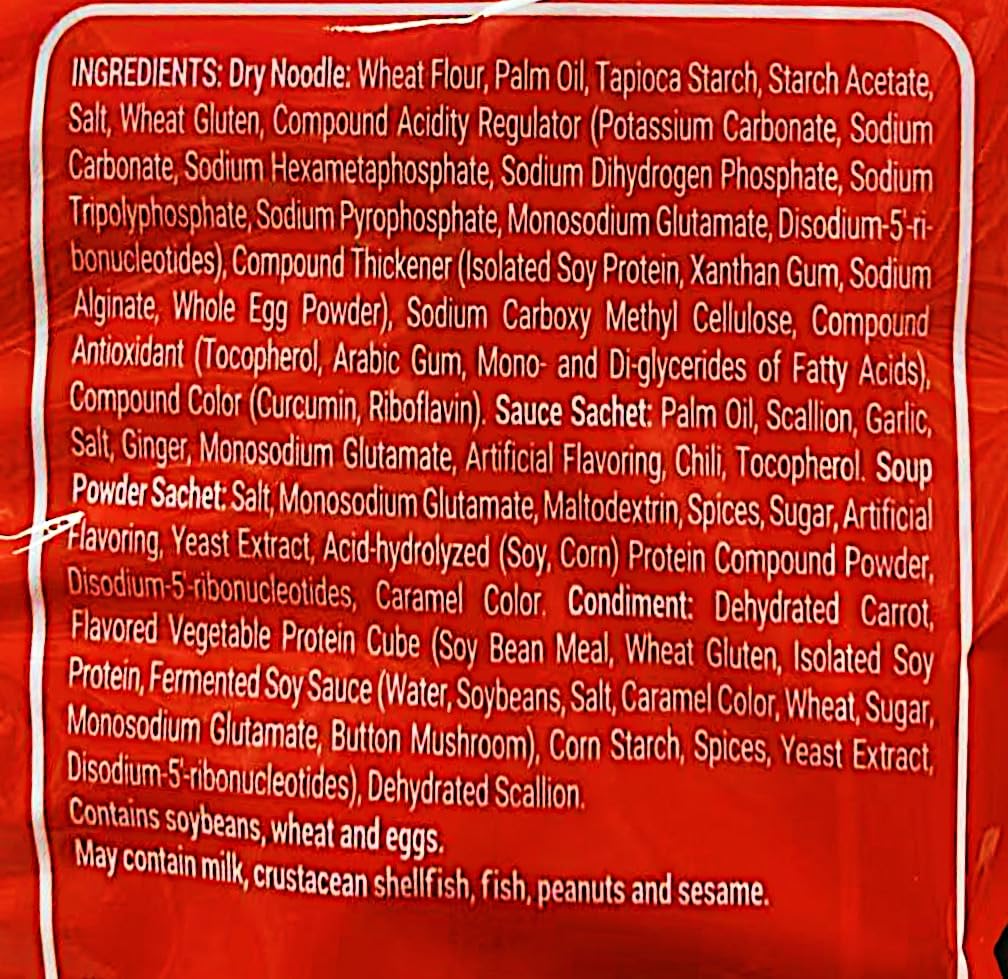 INGREDIENTS: Dry Noodle: Wheat Flour, Palm Oil, Tapioca Starch, Starch Acetate,
Salt, Wheat Gluten, Compound Acidity Regulator (Potassium Carbonate, Sodium
Carbonate, Sodium Hexametaphosphate, Sodium Dihydrogen Phosphate, Sodium
Tripolyphosphate, Sodium Pyrophosphate, Monosodium Glutamate, Disodium-5'-ri-
bonucleotides), Compound Thickener (Isolated Soy Protein, Xanthan Gum, Sodium
Alginate, Whole Egg Powder), Sodium Carboxy Methyl Cellulose, Compound
Antioxidant (Tocopherol, Arabic Gum, Mono- and Di-glycerides of Fatty Acids),
Compound Color (Curcumin, Riboflavin). Sauce Sachet: Palm Oil, Scallion, Garlic,
Salt, Ginger, Monosodium Glutamate, Artificial Flavoring, Chili, Tocopherol. Soup
Powder Sachet: Salt, Monosodium Glutamate, Maltodextrin, Spices, Sugar, Artificial
Flavoring, Yeast Extract, Acid-hydrolyzed (Soy, Corn) Protein Compound Powder,
Disodium-5'-ribonucleotides, Caramel Color. Condiment: Dehydrated Carrot,
Flavored Vegetable Protein Cube (Soy Bean Meal, Wheat Gluten, Isolated Soy
Protein, Fermented Soy Sauce (Water, Soybeans, Salt, Caramel Color, Wheat, Sugar,
Monosodium Glutamate, Button Mushroom), Corn Starch, Spices, Yeast Extract,
Disodium-5'-ribonucleotides), Dehydrated Scallion.
Contains soybeans, wheat and eggs.
May contain milk, crustacean shellfish, fish, peanuts and sesame.